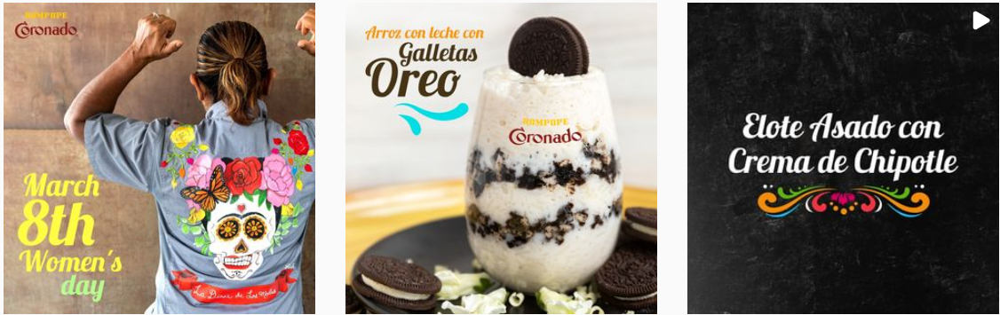 ROMPOPE
Coronado
March
8th
Women's
day
Arroz con leche con
Galletas
Oreo
ROMPOPE
Coronado
OREO
Elote Asado con
Crema de Chipotle